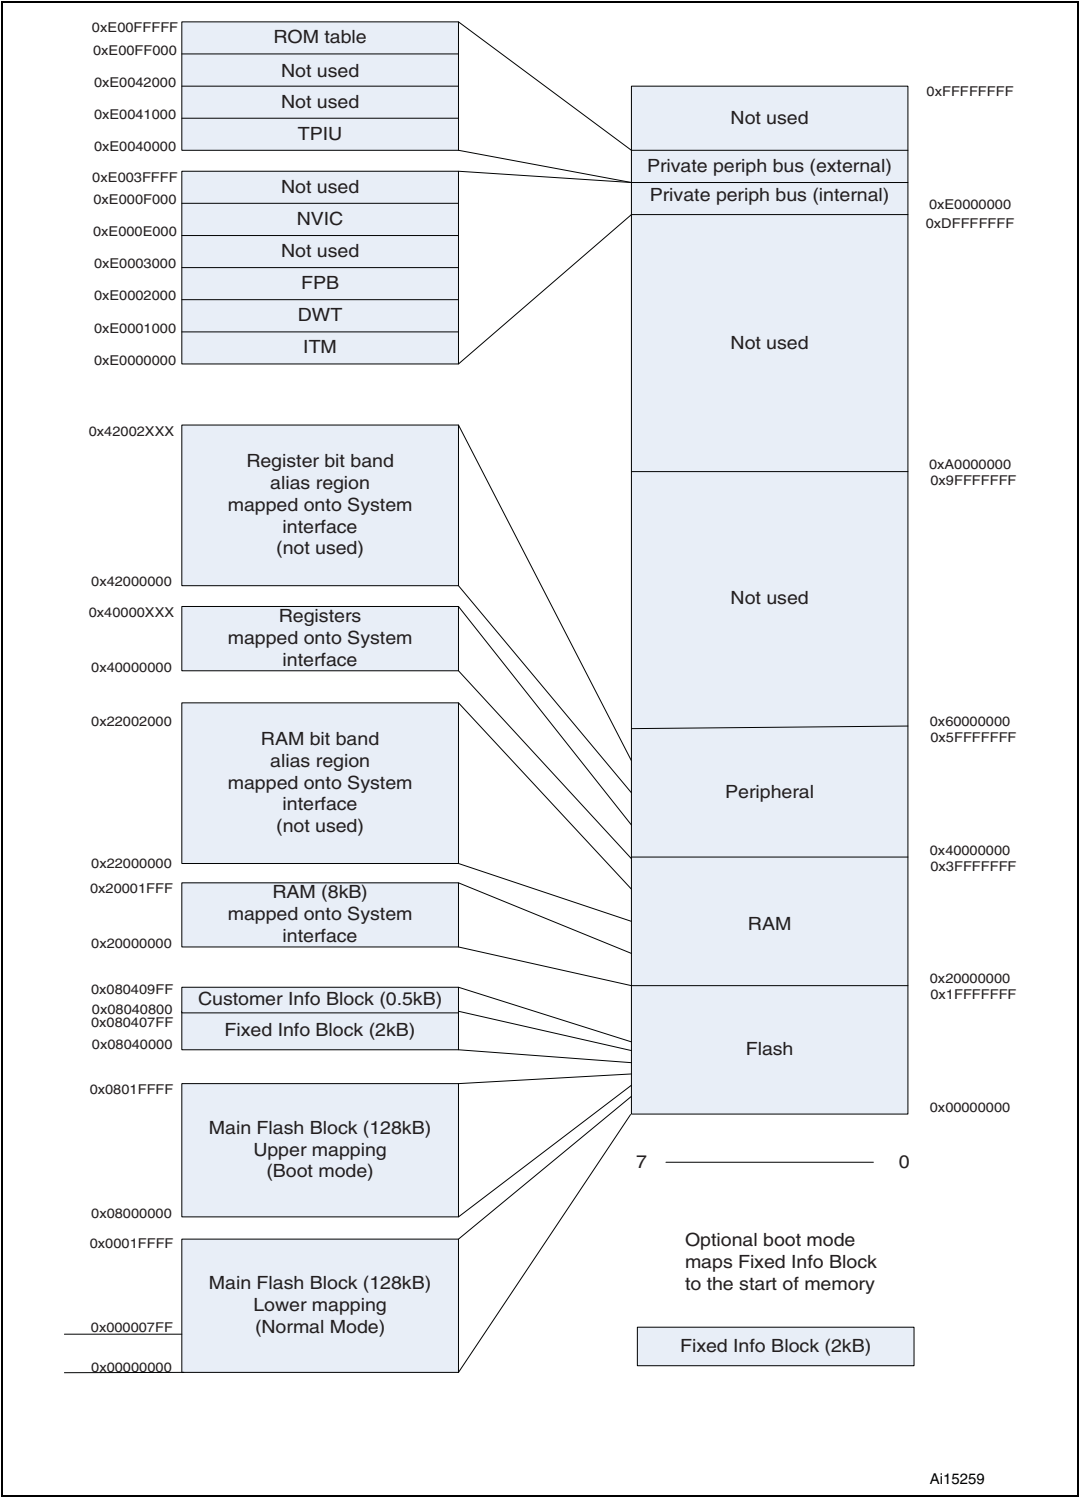 0xE00FFFFF
ROM table
0xE00FF000
Not used
0xE0042000
Not used
0xE0041000
TPIU
0xE0040000
0xE003FFFF
Not used
0xE000F000
NVIC
0xE000E000
Not used
0xE0003000
FPB
0xE0002000
DWT
0xE0001000
ITM
0xE0000000
0x42002XXX
Register bit band
alias region
mapped onto System
interface
(not used)
0x42000000
0x40000XXX
Registers
mapped onto System
interface
0x40000000
0x22002000
RAM bit band
alias region
mapped onto System
interface
(not used)
0x22000000
0x20001FFF
RAM (8kB)
mapped onto System
interface
0x20000000
0x080409FF
Customer Info Block (0.5kB)
0x08040800
0x080407FF
Fixed Info Block (2kB)
0x08040000
0x0801FFFF
Main Flash Block (128kB)
Upper mapping
(Boot mode)
0x08000000
0x0001FFFF
Main Flash Block (128kB)
Lower mapping
(Normal Mode)
0x000007FF
0x00000000
0xFFFFFFFF
Not used
Private periph bus (external)
Private periph bus (internal)
0xE0000000
0xDFFFFFFF
Not used
0xA0000000
0x9FFFFFFF
Not used
0x60000000
0x5FFFFFFF
Peripheral
0x40000000
0x3FFFFFFF
RAM
0x20000000
0x1FFFFFFF
Flash
0x00000000
7 0
Optional boot mode
maps Fixed Info Block
to the start of memory
Fixed Info Block (2kB)
Ai15259